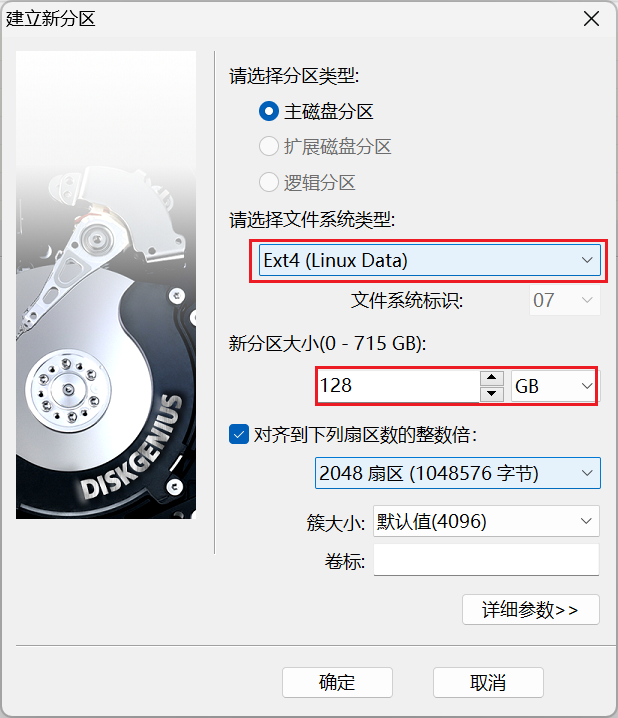 建立新分区
请选择分区类型:
主磁盘分区
扩展磁盘分区
逻辑分区
请选择文件系统类型:
Ext4 (Linux Data)
文件系统标识: 07
新分区大小(0 - 715 GB):
128 GB
对齐到下列扇区数的整数倍:
2048 扇区 (1048576 字节)
簇大小: 默认值(4096)
卷标:
详细参数>>
确定 取消
DISKGENIUS